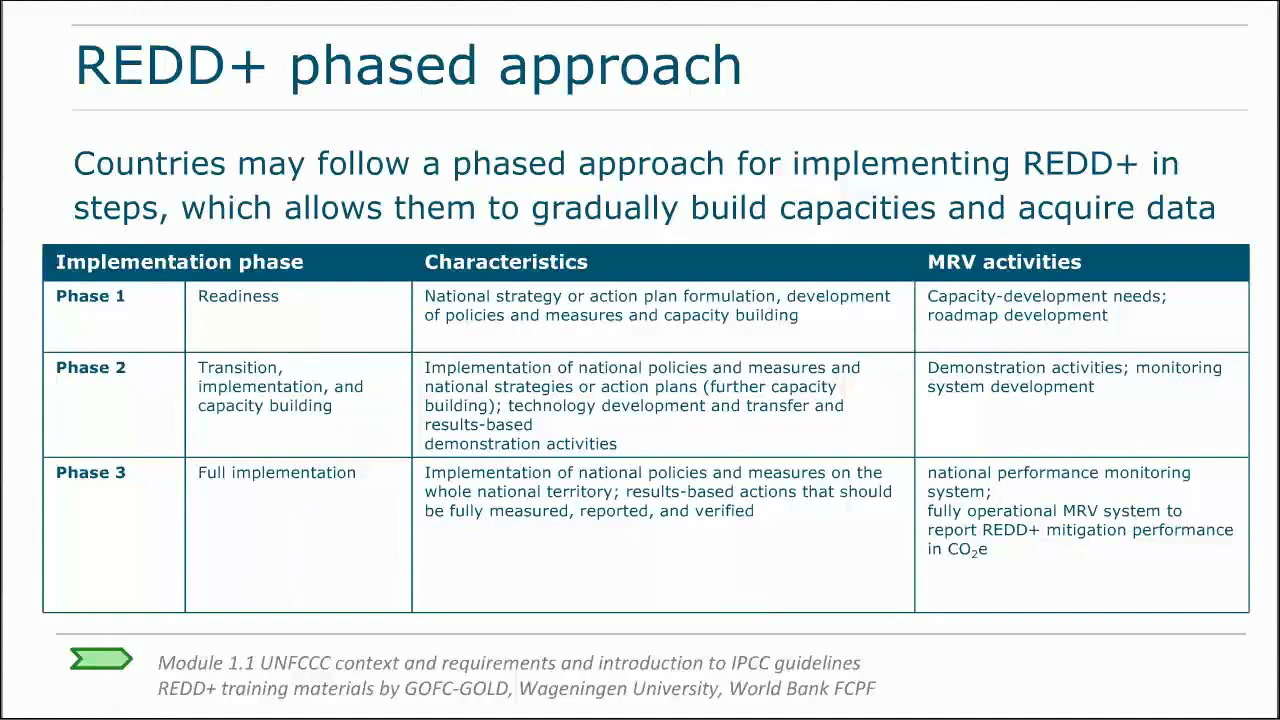 REDD+ phased approach
Countries may follow a phased approach for implementing REDD+ in
steps, which allows them to gradually build capacities and acquire data
Implementation phase
Characteristics
MRV activities
Phase 1
Readiness
National strategy or action plan formulation, development
of policies and measures and capacity building
Capacity-development needs;
roadmap development
Phase 2
Transition,
implementation, and
capacity building
Implementation of national policies and measures and
national strategies or action plans (further capacity
building); technology development and transfer and
results-based
demonstration activities
Demonstration activities; monitoring
system development
Phase 3
Full implementation
Implementation of national policies and measures on the
whole national territory; results-based actions that should
be fully measured, reported, and verified
national performance monitoring
system;
fully operational MRV system to
report REDD+ mitigation performance
in CO₂e
Module 1.1 UNFCCC context and requirements and introduction to IPCC guidelines
REDD+ training materials by GOFC-GOLD, Wageningen University, World Bank FCPF